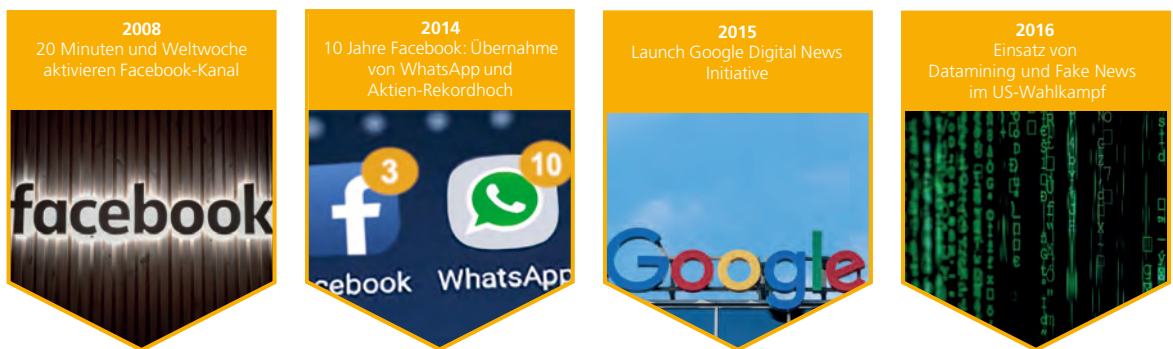 2008
20 Minuten und Weltwoche
aktivieren Facebook-Kanal
facebook
2014
10 Jahre Facebook: Übernahme
von WhatsApp und
Aktien-Rekordhoch
3
10
f
cebook
WhatsApp
2015
Launch Google Digital News
Initiative
Google
2016
Einsatz von
Datamining und Fake News
im US-Wahlkampf